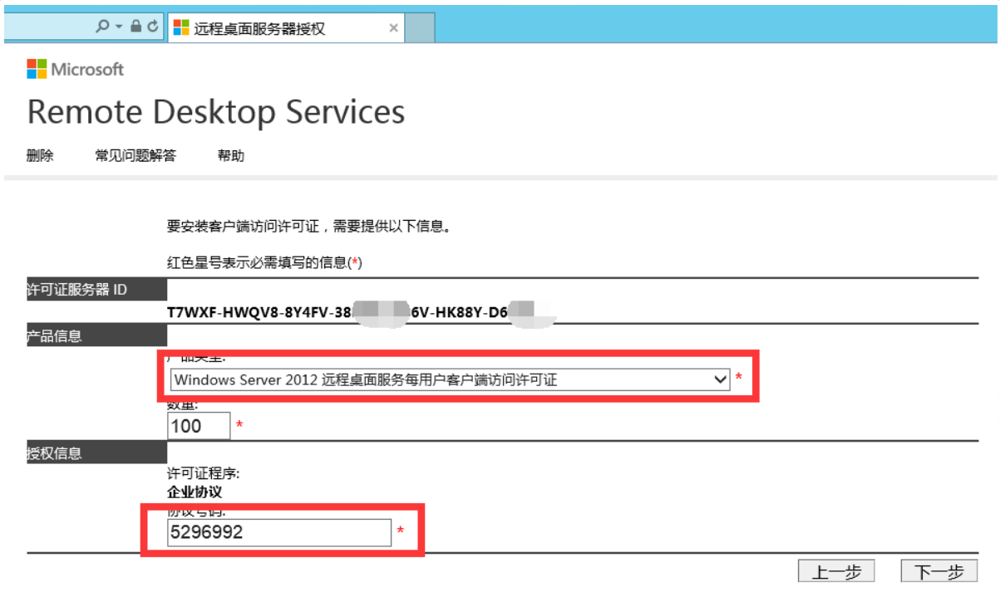 远程桌面服务器授权
Microsoft
Remote Desktop Services
删除 常见问题解答 帮助
要安装客户端访问许可证，需要提供以下信息。
红色星号表示必需填写的信息(*)
许可证服务器 ID
T7WXF-HWQV8-8Y4FV-38 6V-HK88Y-D6
产品信息
产品类型:
Windows Server 2012 远程桌面服务每用户客户端访问许可证 *
数量:
100 *
授权信息
许可证程序:
企业协议
协议号码:
5296992 *
上一步 下一步